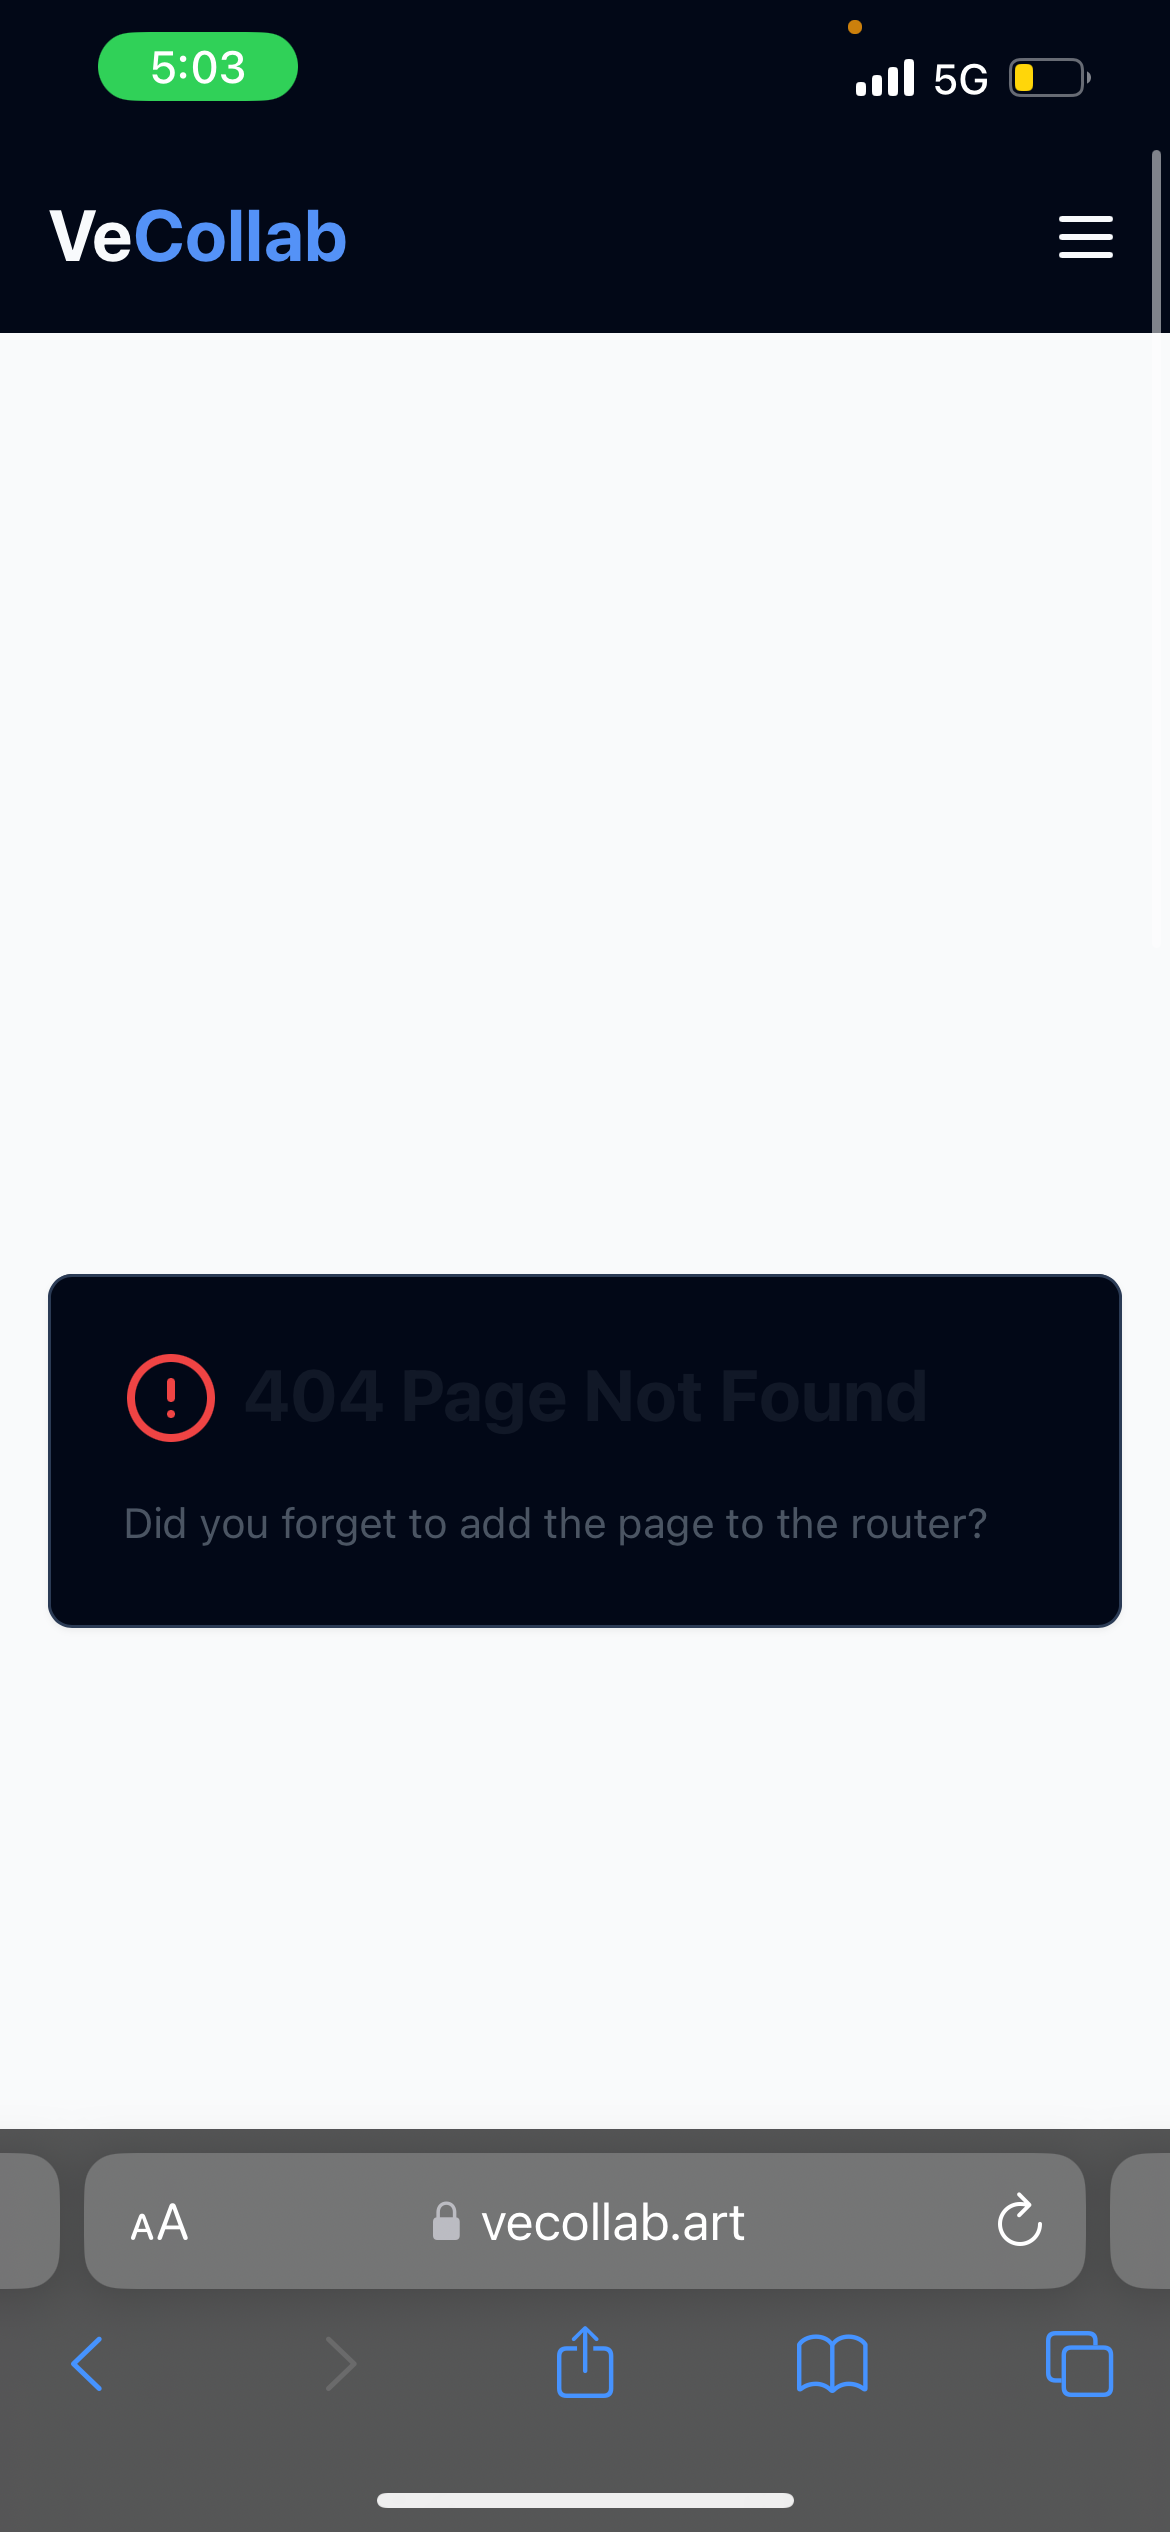 5:03
5G
VeCollab
404 Page Not Found
Did you forget to add the page to the router?
AA
vecollab.art